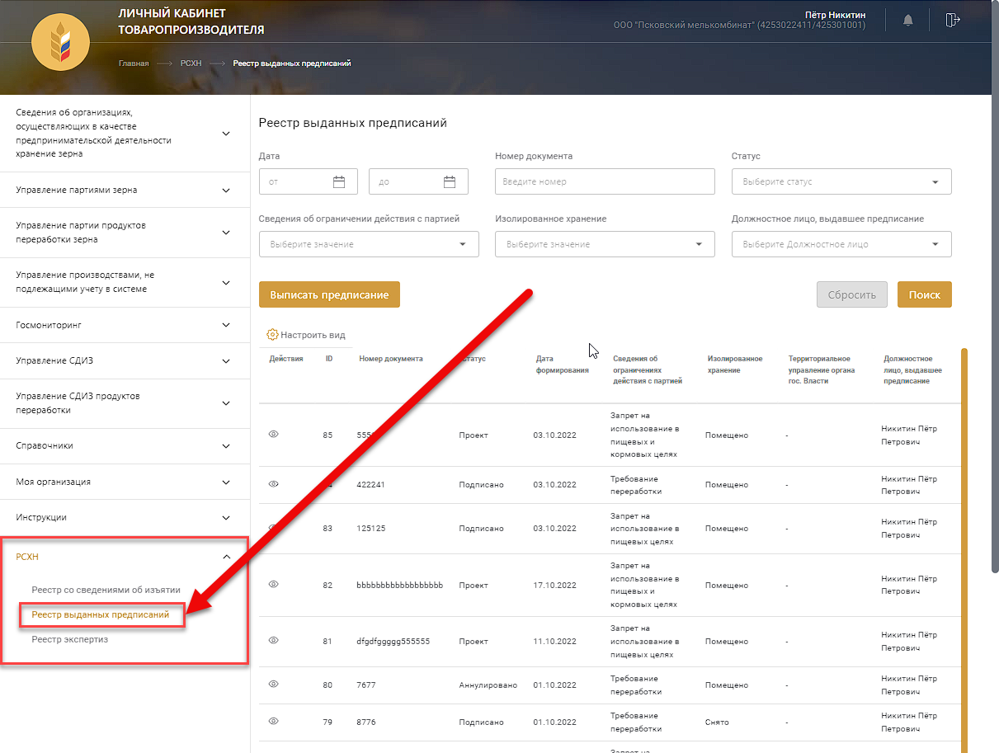 ЛИЧНЫЙ КАБИНЕТ
ТОВАРОПРОИЗВОДИТЕЛЯ
Пётр Никитин
ООО "Псковский мелькомбинат" (4253022411/425301001)
Главная РСХН Реестр выданных предписаний
Сведения об организациях,
осуществляющих в качестве
предпринимательской деятельности
хранение зерна
Управление партиями зерна
Управление партии продуктов
переработки зерна
Управление производствами, не
подлежащими учету в системе
Госмониторинг
Управление СДИЗ
Управление СДИЗ продуктов
переработки
Справочники
Моя организация
Инструкции
РСХН
Реестр со сведениями об изъятии
Реестр выданных предписаний
Реестр экспертиз
Реестр выданных предписаний
Дата Номер документа Статус
от до Введите номер Выберите статус
Сведения об ограничении действия с партией Изолированное хранение Должностное лицо, выдавшее предписание
Выберите значение Выберите значение Выберите Должностное лицо
Выписать предписание Сбросить Поиск
Настроить вид
Действия ID Номер документа Дата Сведения об Изолированное Территориальное Должностное
формирования ограничениях хранение управление органа лицо, выдавшее
действия с партией гос. Власти предписание
Запрет на
использование в
пищевых и
кормовых целях
85 Проект 03.10.2022 Помещено - Никитин Пётр
Петрович
422241 Подписано 03.10.2022 Требование
переработки Помещено - Никитин Пётр
Петрович
83 125125 Подписано 03.10.2022 Запрет на
использование в
пищевых целях Помещено - Никитин Пётр
Петрович
82 bbbbbbbbbbbbbbbbbb Проект 17.10.2022 Запрет на
использование в
пищевых и
кормовых целях Помещено - Никитин Пётр
Петрович
81 dfgdfggggg555555 Проект 11.10.2022 Запрет на
использование в
пищевых целях Помещено - Никитин Пётр
Петрович
80 7677 Аннулировано 01.10.2022 Требование
переработки Помещено - Никитин Пётр
Петрович
79 8776 Подписано 01.10.2022 Требование
переработки Снято - Никитин Пётр
Петрович